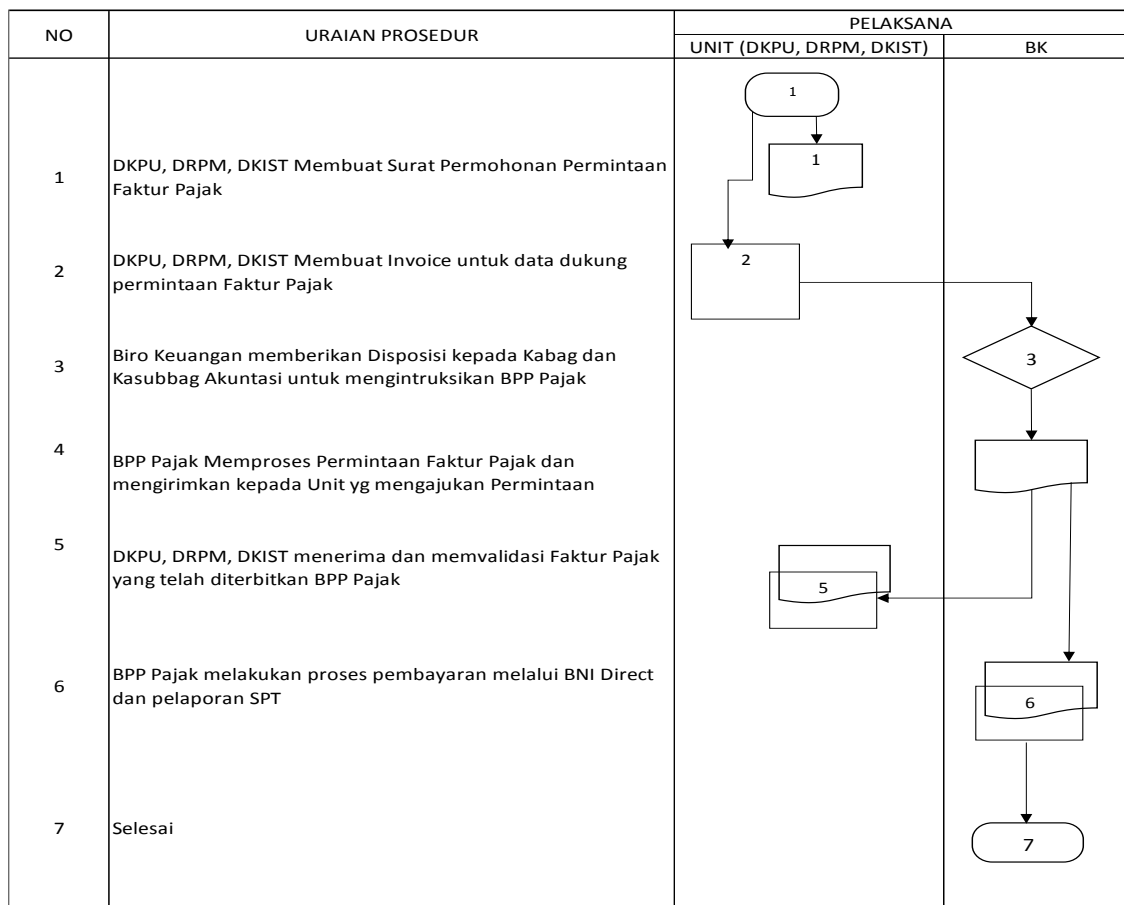 NO
URAIAN PROSEDUR
PELAKSANA
UNIT (DKPU, DRPM, DKIST)
BK
1
1
DKPU, DRPM, DKIST Membuat Surat Permohonan Permintaan
Faktur Pajak
1
2
DKPU, DRPM, DKIST Membuat Invoice untuk data dukung
permintaan Faktur Pajak
2
3
Biro Keuangan memberikan Disposisi kepada Kabag dan
Kasubbag Akuntasi untuk mengintruksikan BPP Pajak
3
4
BPP Pajak Memproses Permintaan Faktur Pajak dan
mengirimkan kepada Unit yg mengajukan Permintaan
5
DKPU, DRPM, DKIST menerima dan memvalidasi Faktur Pajak
yang telah diterbitkan BPP Pajak
5
6
BPP Pajak melakukan proses pembayaran melalui BNI Direct
dan pelaporan SPT
6
7
Selesai
7